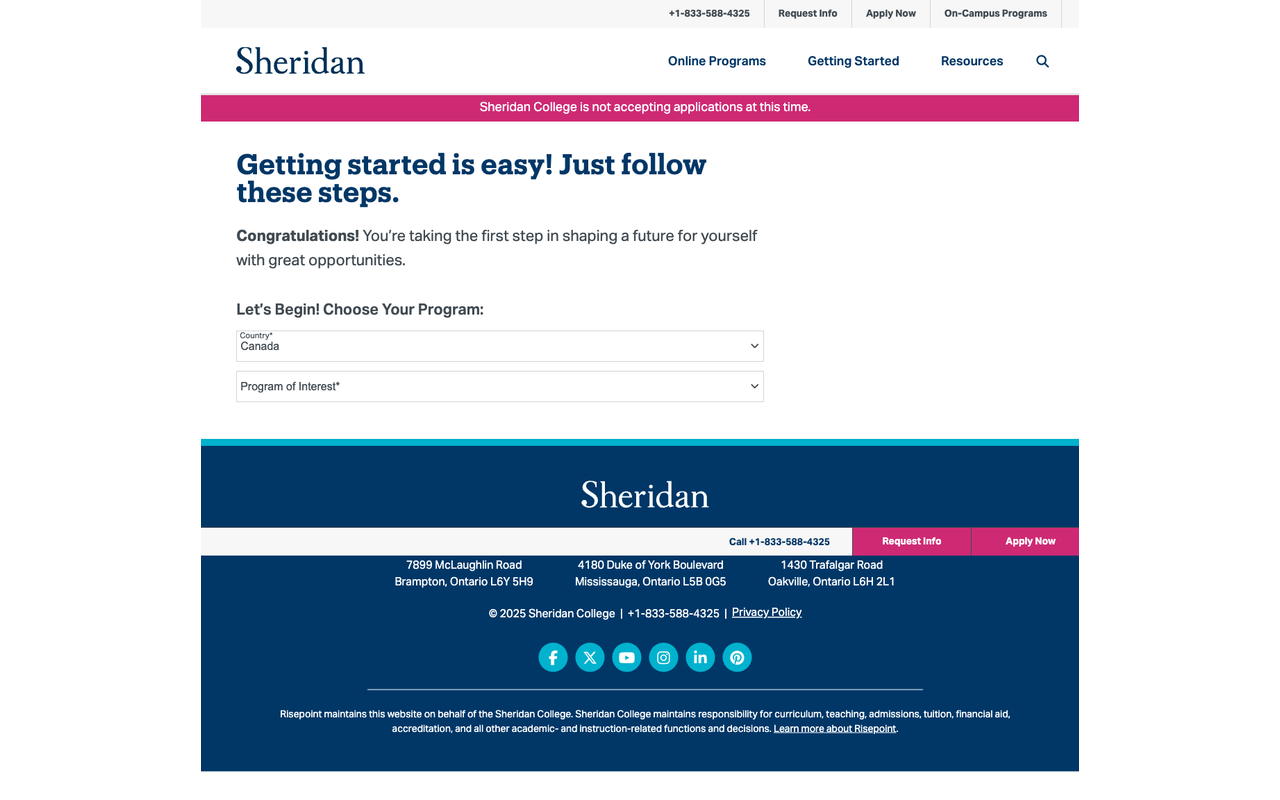 +1-833-588-4325 Request Info Apply Now On-Campus Programs
Sheridan Online Programs Getting Started Resources
Sheridan College is not accepting applications at this time.
Getting started is easy! Just follow
these steps.
Congratulations! You’re taking the first step in shaping a future for yourself
with great opportunities.
Let’s Begin! Choose Your Program:
Country*
Canada
Program of Interest*
Sheridan
Call +1-833-588-4325 Request Info Apply Now
7899 McLaughlin Road 4180 Duke of York Boulevard 1430 Trafalgar Road
Brampton, Ontario L6Y 5H9 Mississauga, Ontario L5B 0G5 Oakville, Ontario L6H 2L1
© 2025 Sheridan College | +1-833-588-4325 | Privacy Policy
Risepoint maintains this website on behalf of the Sheridan College. Sheridan College maintains responsibility for curriculum, teaching, admissions, tuition, financial aid,
accreditation, and all other academic- and instruction-related functions and decisions. Learn more about Risepoint.